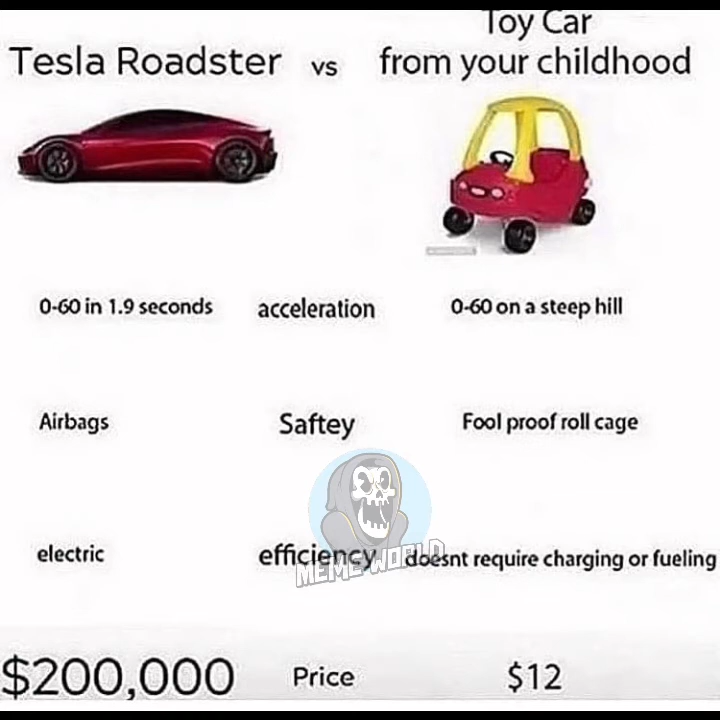 Toy Car
Tesla Roadster vs from your childhood
0-60 in 1.9 seconds acceleration 0-60 on a steep hill
Airbags Saftey Fool proof roll cage
electric efficiency doesnt require charging or fueling
MEME WORLD
$200,000 Price $12